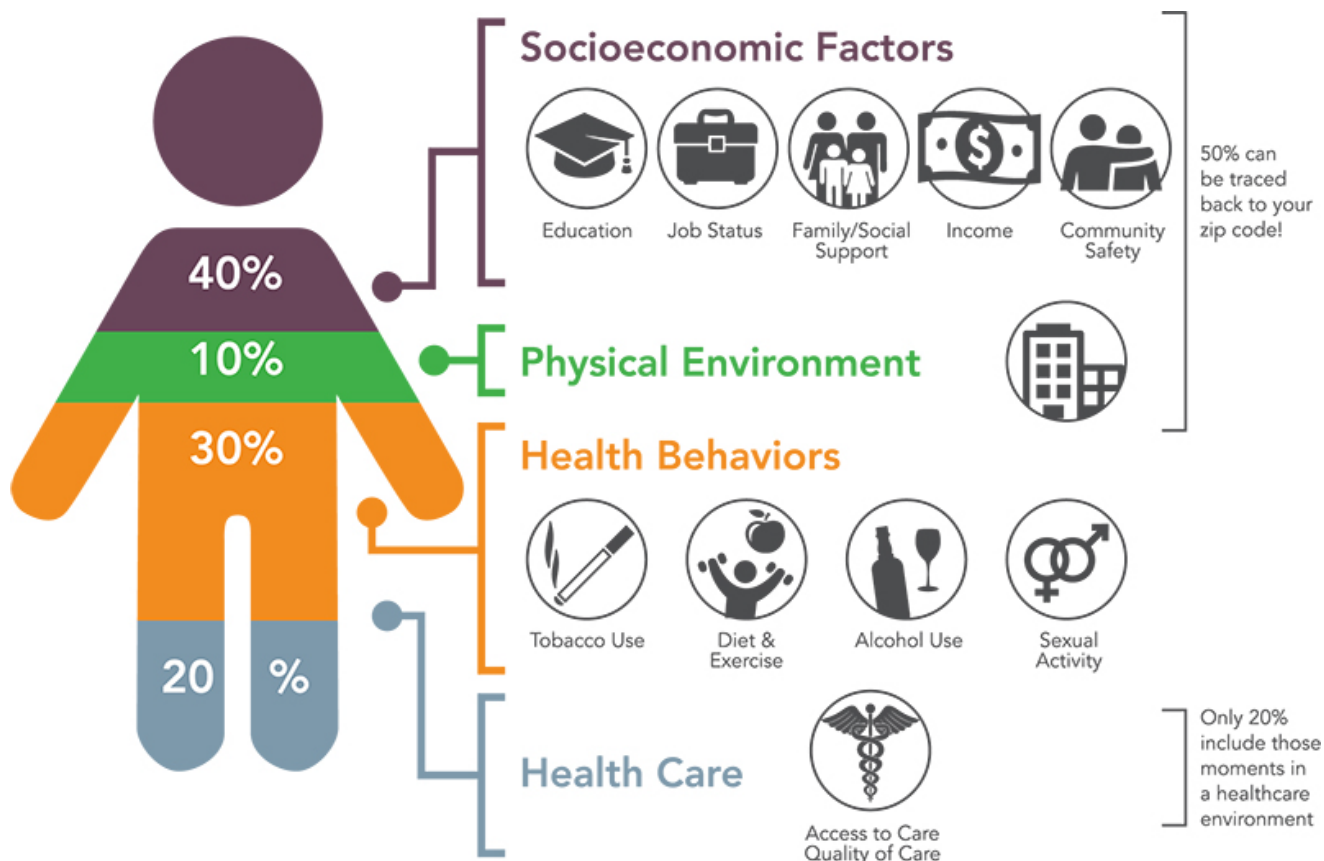 Socioeconomic Factors
Education
Job Status
Family/Social
Support
Income
Community
Safety
50% can
be traced
back to your
zip code!
40%
10%
Physical Environment
30%
Health Behaviors
Tobacco Use
Diet &
Exercise
Alcohol Use
Sexual
Activity
20 %
Health Care
$
Access to Care
Quality of Care
Only 20%
include those
moments in
a healthcare
environment